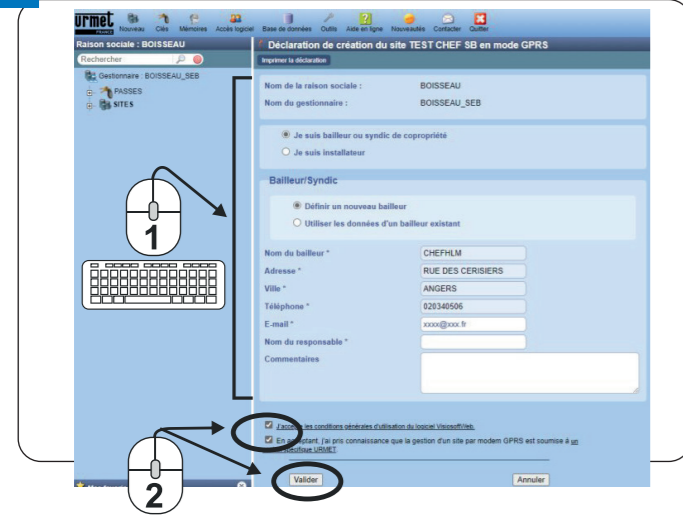 urmet
FRANCE
Nouveau Clés Mémoires Accès logiciel Base de données Outils Aide en ligne Nouveautés Contacter Quitter
Raison sociale : BOISSEAU
Déclaration de création du site TEST CHEF SB en mode GPRS
Rechercher
Imprimer la déclaration
Gestionnaire : BOISSEAU_SEB
PASSES
SITES
Nom de la raison sociale : BOISSEAU
Nom du gestionnaire : BOISSEAU_SEB
Je suis bailleur ou syndic de copropriété
Je suis installateur
Bailleur/Syndic
Définir un nouveau bailleur
Utiliser les données d'un bailleur existant
1
Nom du bailleur * CHEFHLM
Adresse * RUE DES CERISIERS
Ville * ANGERS
Téléphone * 020340506
E-mail * xxxx@xxx.fr
Nom du responsable *
Commentaires
J'accepte les conditions générales d'utilisation du logiciel VisiosoftWeb.
En acceptant, j'ai pris connaissance que la gestion d'un site par modem GPRS est soumise à un
spécifique URMET
Valider Annuler
2